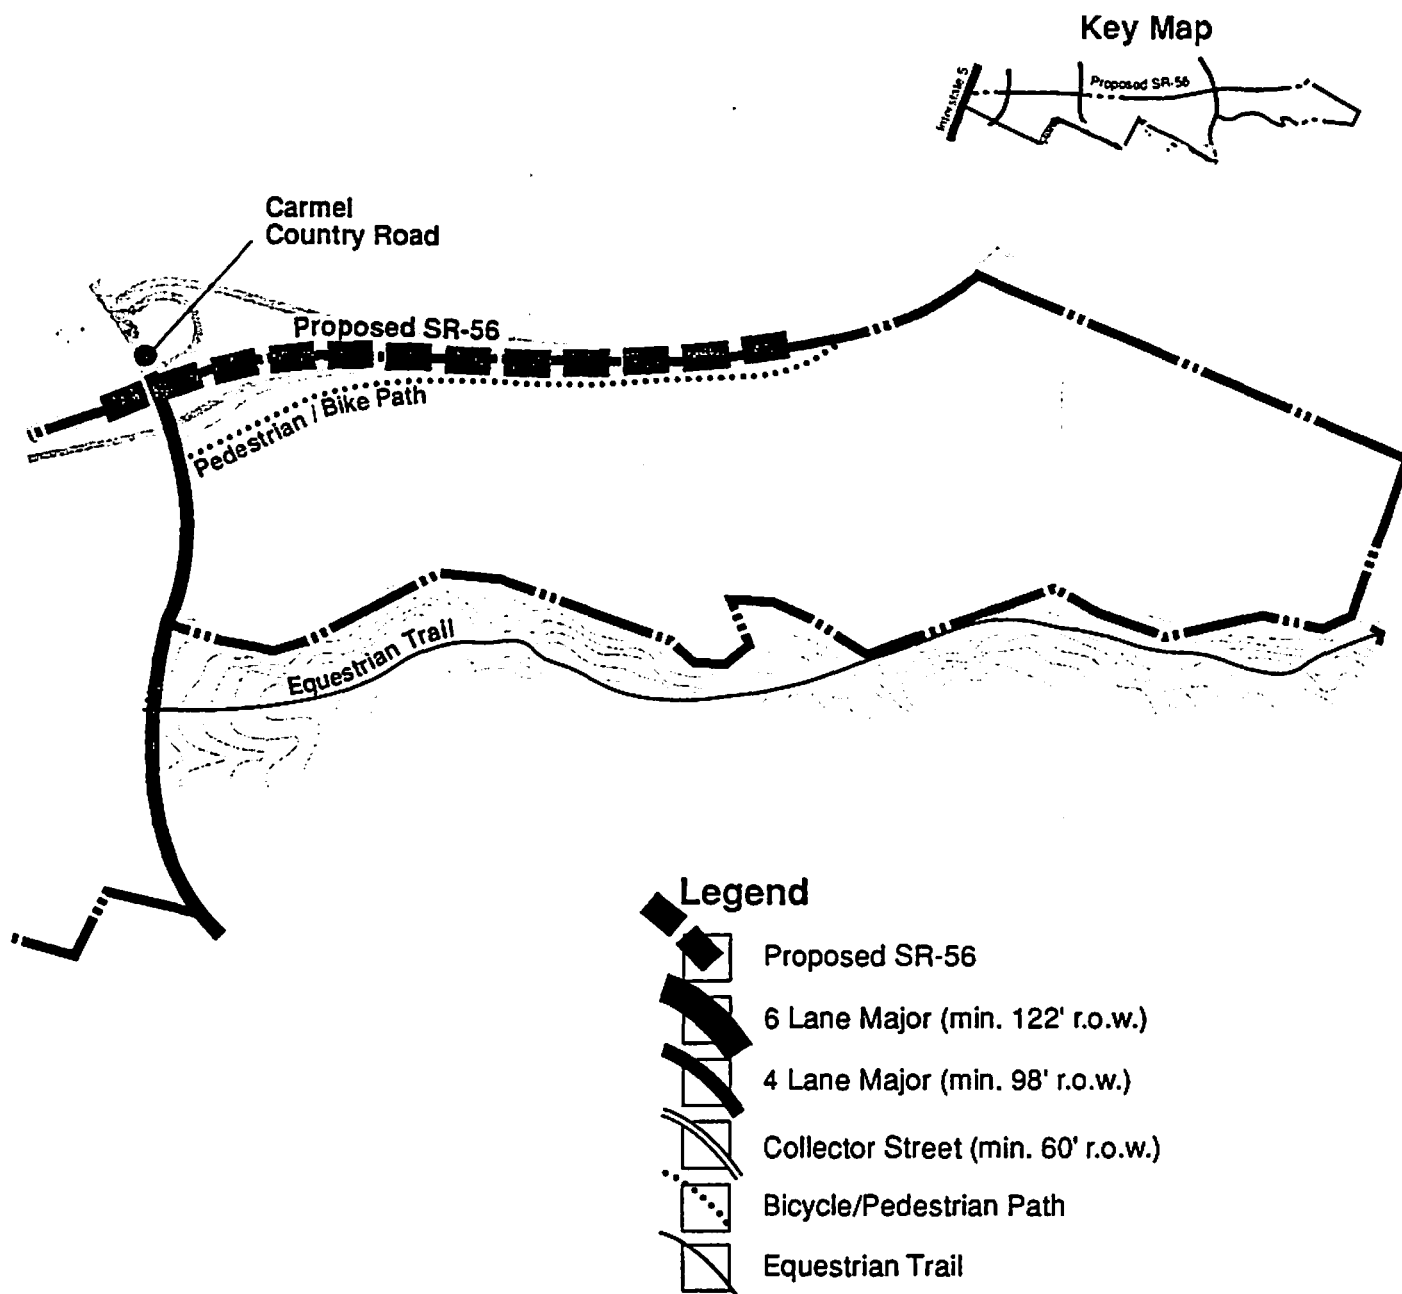 Key Map
Interstate 5
Proposed SR-56
Carmel
Country Road
Proposed SR-56
Pedestrian / Bike Path
Equestrian Trail
Legend
Proposed SR-56
6 Lane Major (min. 122' r.o.w.)
4 Lane Major (min. 98' r.o.w.)
Collector Street (min. 60' r.o.w.)
Bicycle/Pedestrian Path
Equestrian Trail